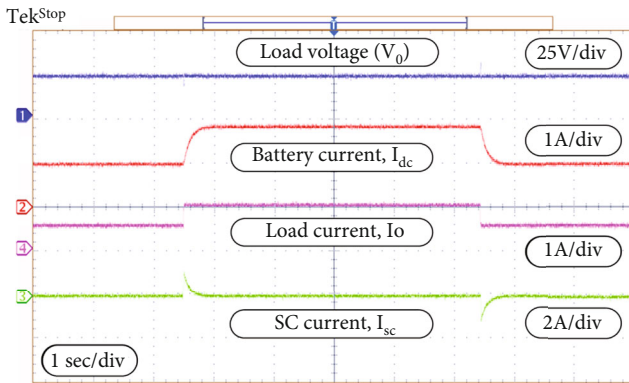 TekStop
Load voltage (V0)
25V/div
1
Battery current, Idc
1A/div
2
Load current, Io
4
1A/div
3
SC current, Isc
2A/div
1 sec/div